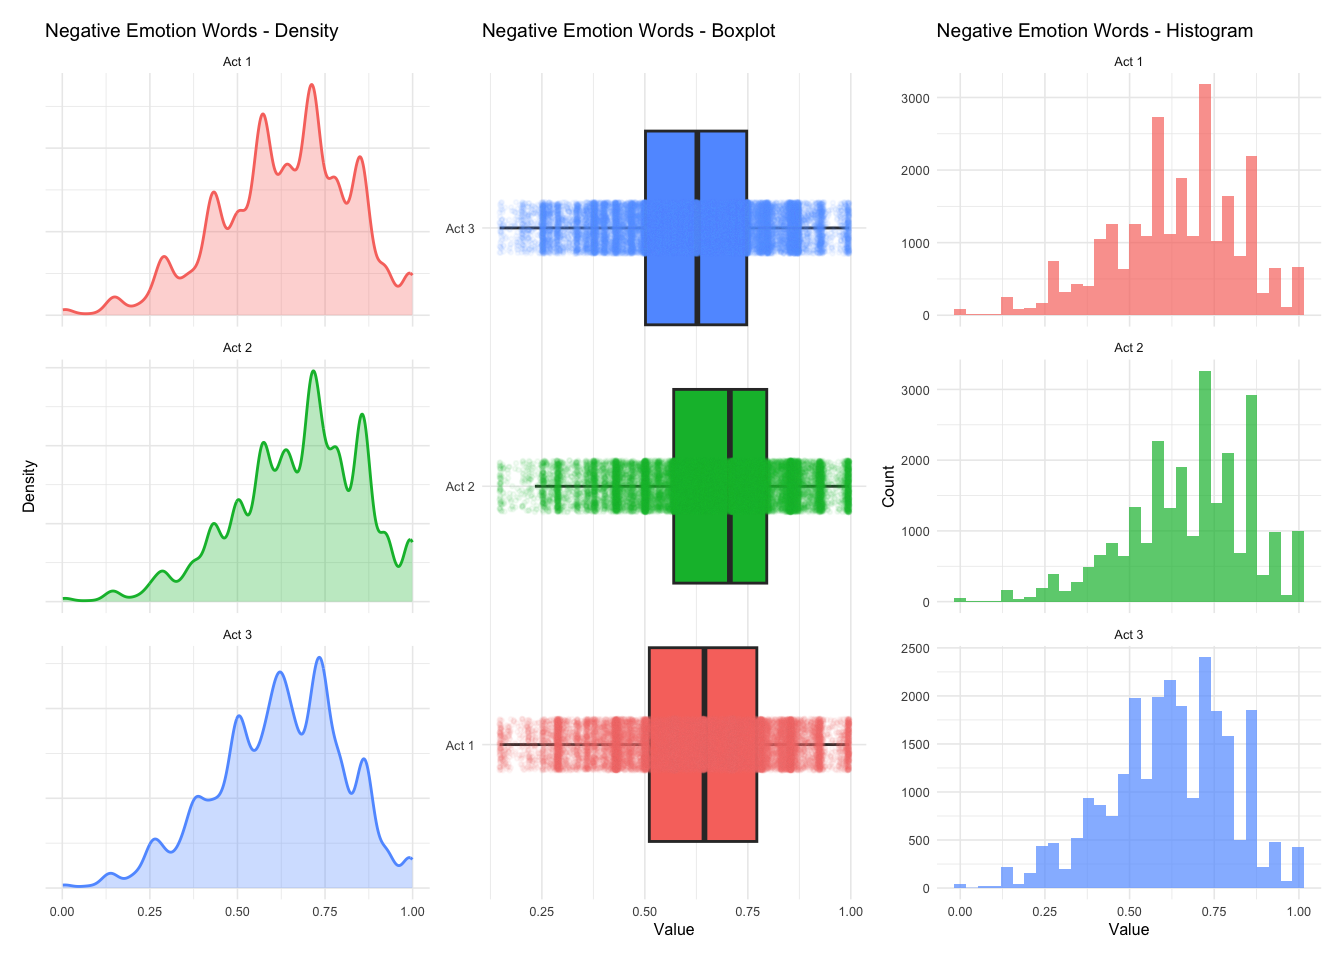 Negative Emotion Words - Density
Act 1
Act 2
Act 3
Density
0.00 0.25 0.50 0.75 1.00
Negative Emotion Words - Boxplot
Act 3
Act 2
Act 1
0.25 0.50 0.75 1.00
Value
Negative Emotion Words - Histogram
Act 1
3000
2000
1000
0
Act 2
3000
2000
1000
0
Act 3
2500
2000
1500
1000
500
0
Count
0.00 0.25 0.50 0.75 1.00
Value